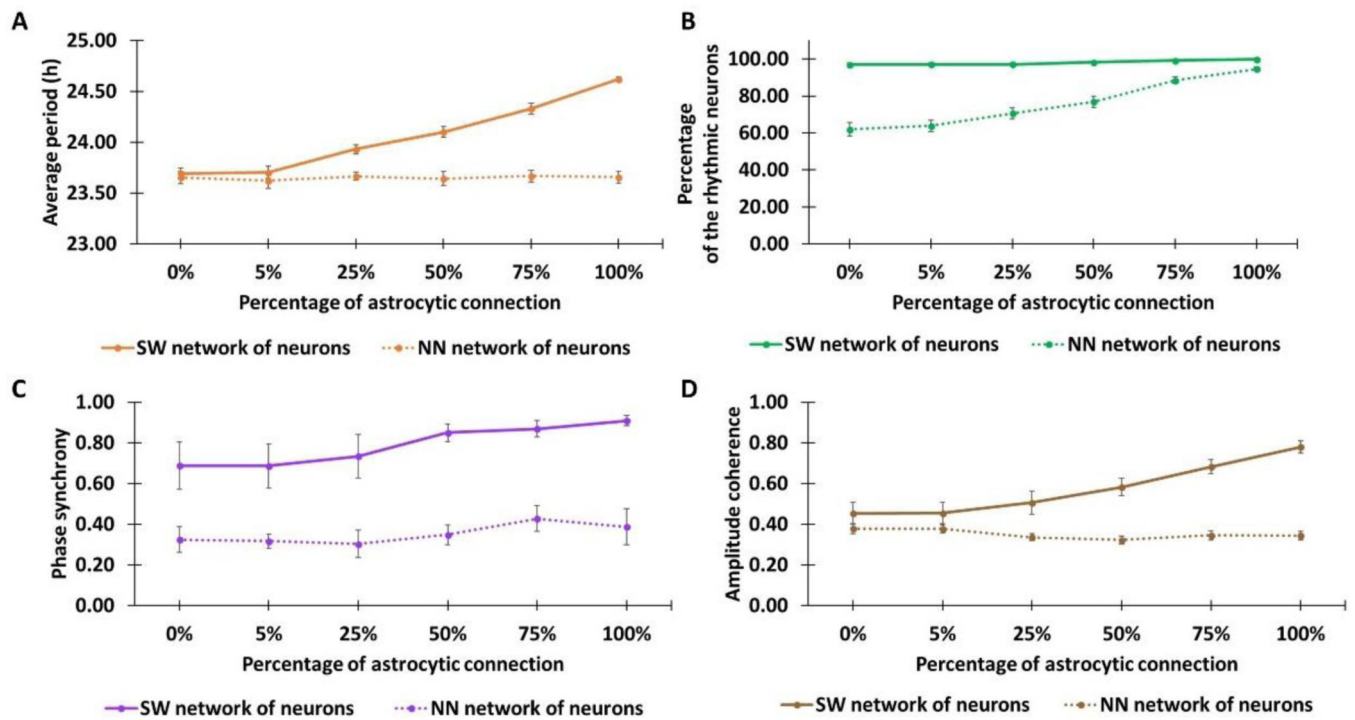 A
Average period (h)
25.00
24.50
24.00
23.50
23.00
0% 5% 25% 50% 75% 100%
Percentage of astrocytic connection
SW network of neurons NN network of neurons
B
Percentage
of the rhythmic neurons
100.00
80.00
60.00
40.00
20.00
0.00
0% 5% 25% 50% 75% 100%
Percentage of astrocytic connection
SW network of neurons NN network of neurons
C
Phase synchrony
1.00
0.80
0.60
0.40
0.20
0.00
0% 5% 25% 50% 75% 100%
Percentage of astrocytic connection
SW network of neurons NN network of neurons
D
Amplitude coherence
1.00
0.80
0.60
0.40
0.20
0.00
0% 5% 25% 50% 75% 100%
Percentage of astrocytic connection
SW network of neurons NN network of neurons